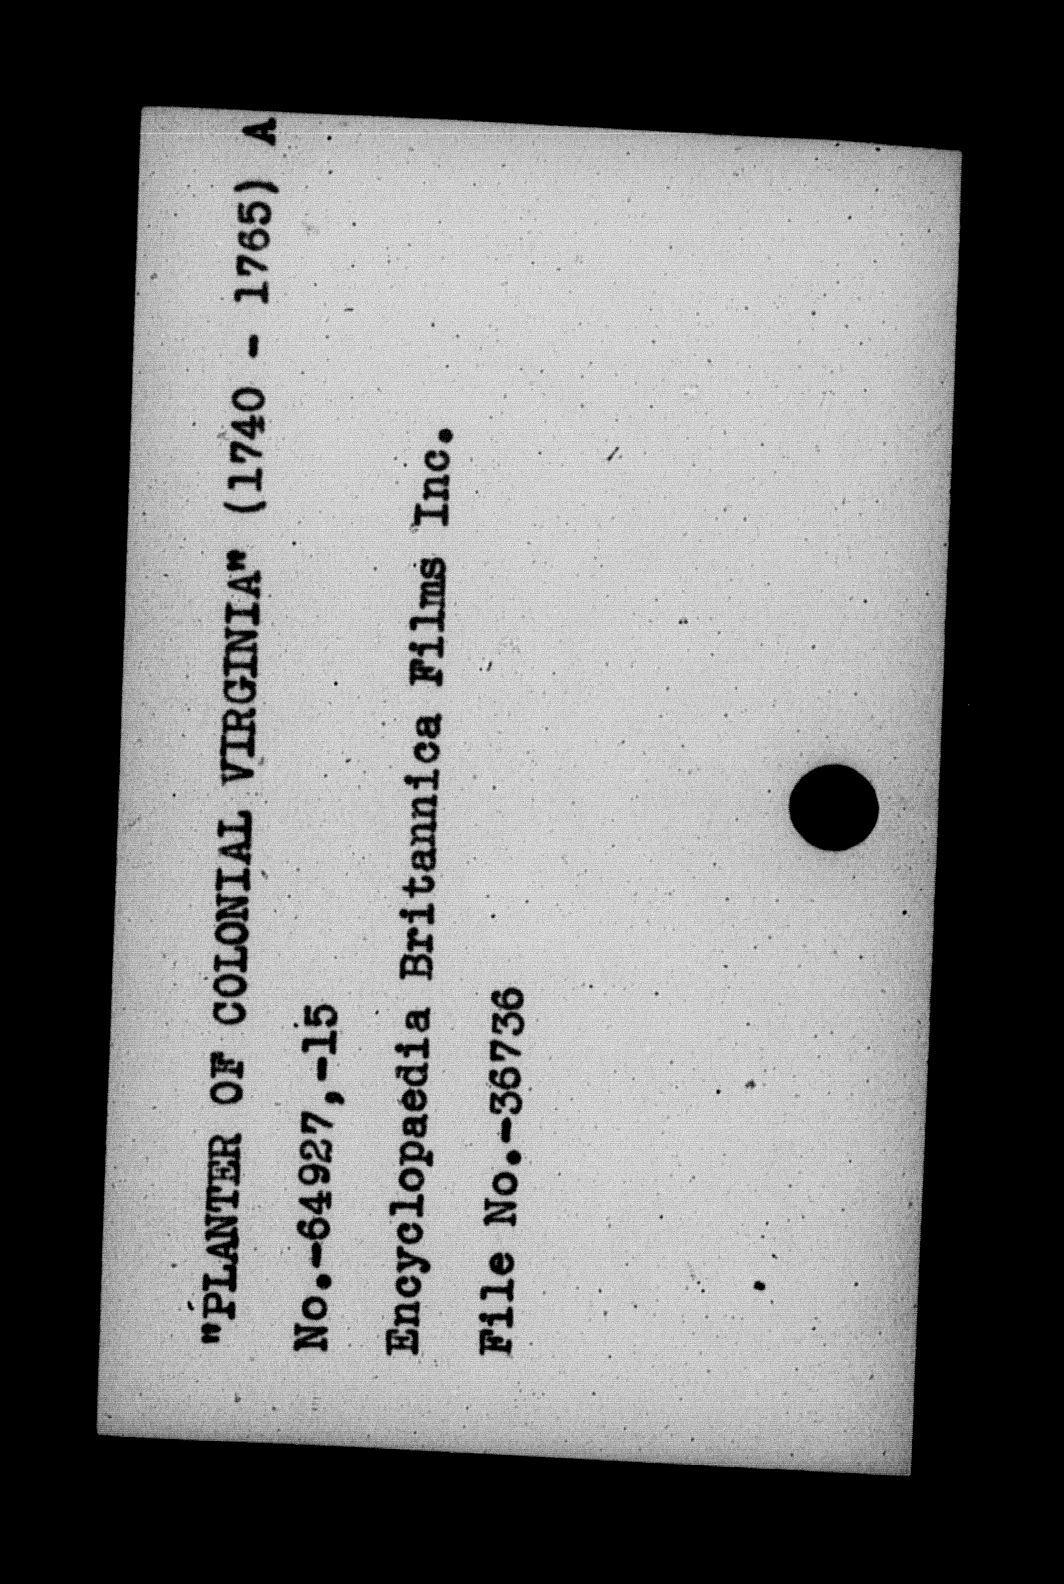 "PLANTER OF COLONIAL VIRGINIA" (1740 - 1765) A
No.-64927,-15
Encyclopaedia Britannica Films Inc.
File No.-36736